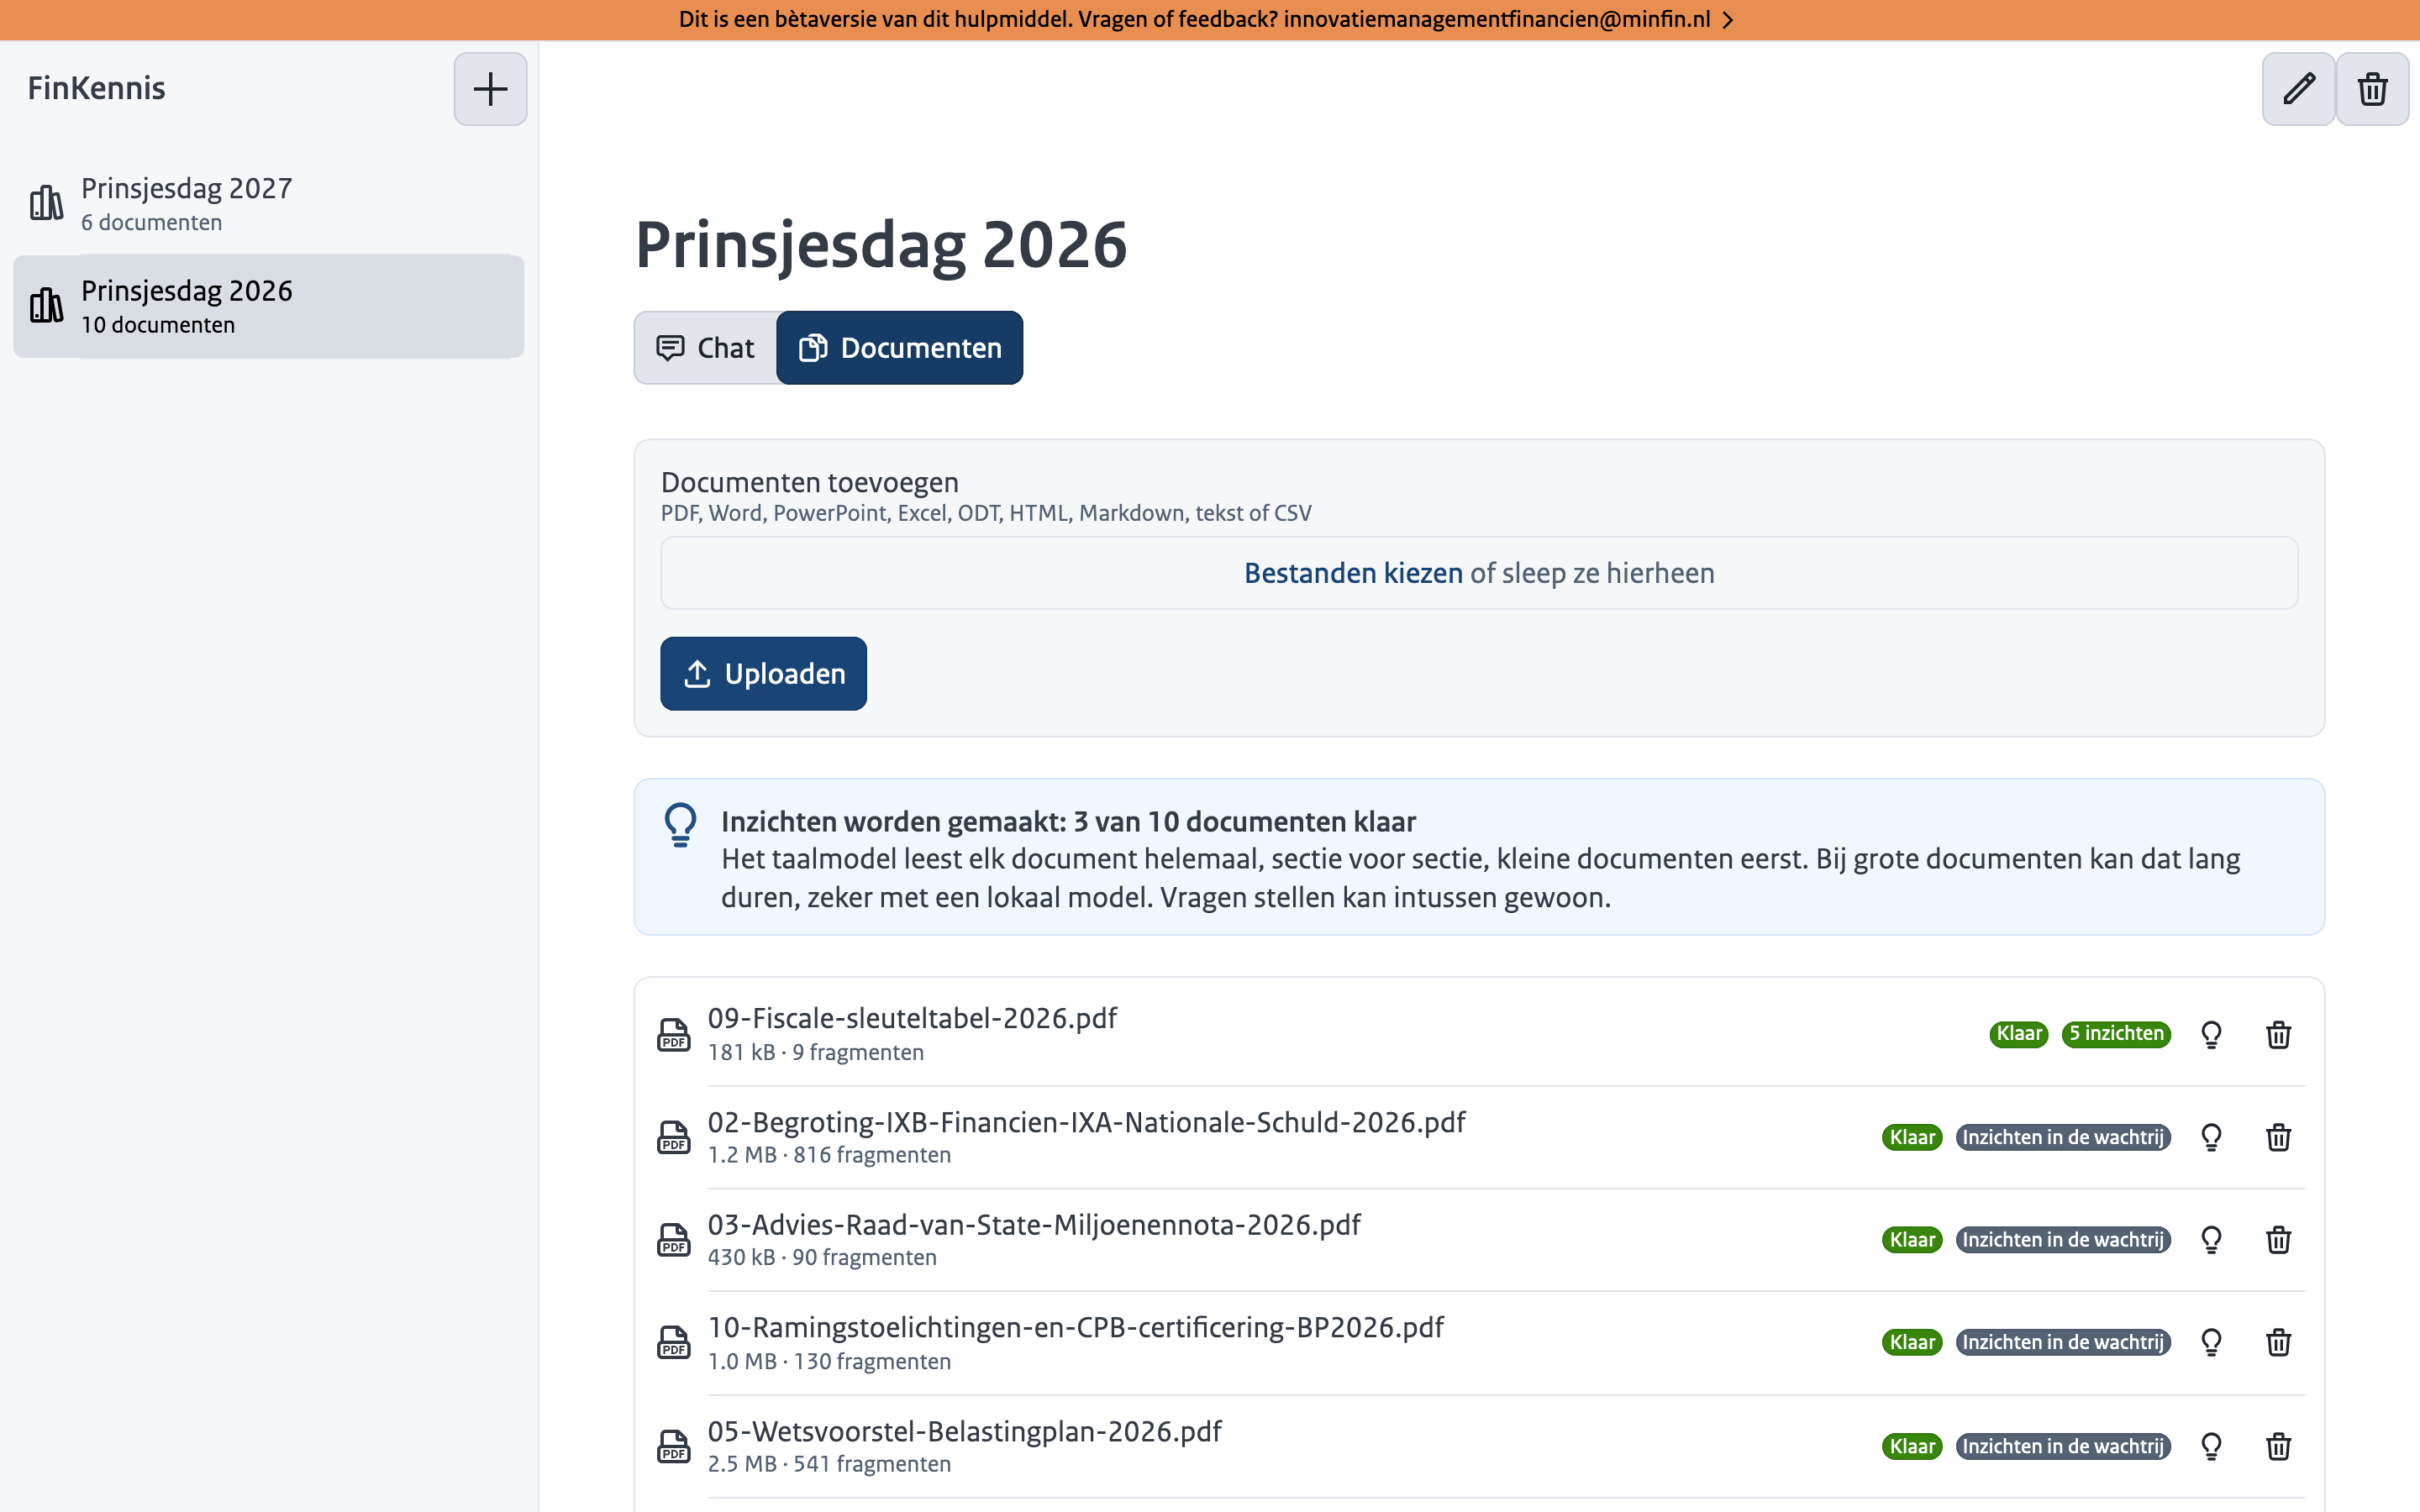 Dit is een bètaversie van dit hulpmiddel. Vragen of feedback? innovatiemanagementfinancien@minfin.nl
FinKennis
Prinsjesdag 2027
6 documenten
Prinsjesdag 2026
10 documenten
Prinsjesdag 2026
Chat
Documenten
Documenten toevoegen
PDF, Word, PowerPoint, Excel, ODT, HTML, Markdown, tekst of CSV
Bestanden kiezen of sleep ze hierheen
Uploaden
Inzichten worden gemaakt: 3 van 10 documenten klaar
Het taalmodel leest elk document helemaal, sectie voor sectie, kleine documenten eerst. Bij grote documenten kan dat lang
duren, zeker met een lokaal model. Vragen stellen kan intussen gewoon.
PDF
09-Fiscale-sleuteltabel-2026.pdf
181 kB · 9 fragmenten
Klaar
5 inzichten
PDF
02-Begroting-IXB-Financien-IXA-Nationale-Schuld-2026.pdf
1.2 MB · 816 fragmenten
Klaar
Inzichten in de wachtrij
PDF
03-Advies-Raad-van-State-Miljoenennota-2026.pdf
430 kB · 90 fragmenten
Klaar
Inzichten in de wachtrij
PDF
10-Ramingstoelichtingen-en-CPB-certificering-BP2026.pdf
1.0 MB · 130 fragmenten
Klaar
Inzichten in de wachtrij
PDF
05-Wetsvoorstel-Belastingplan-2026.pdf
2.5 MB · 541 fragmenten
Klaar
Inzichten in de wachtrij